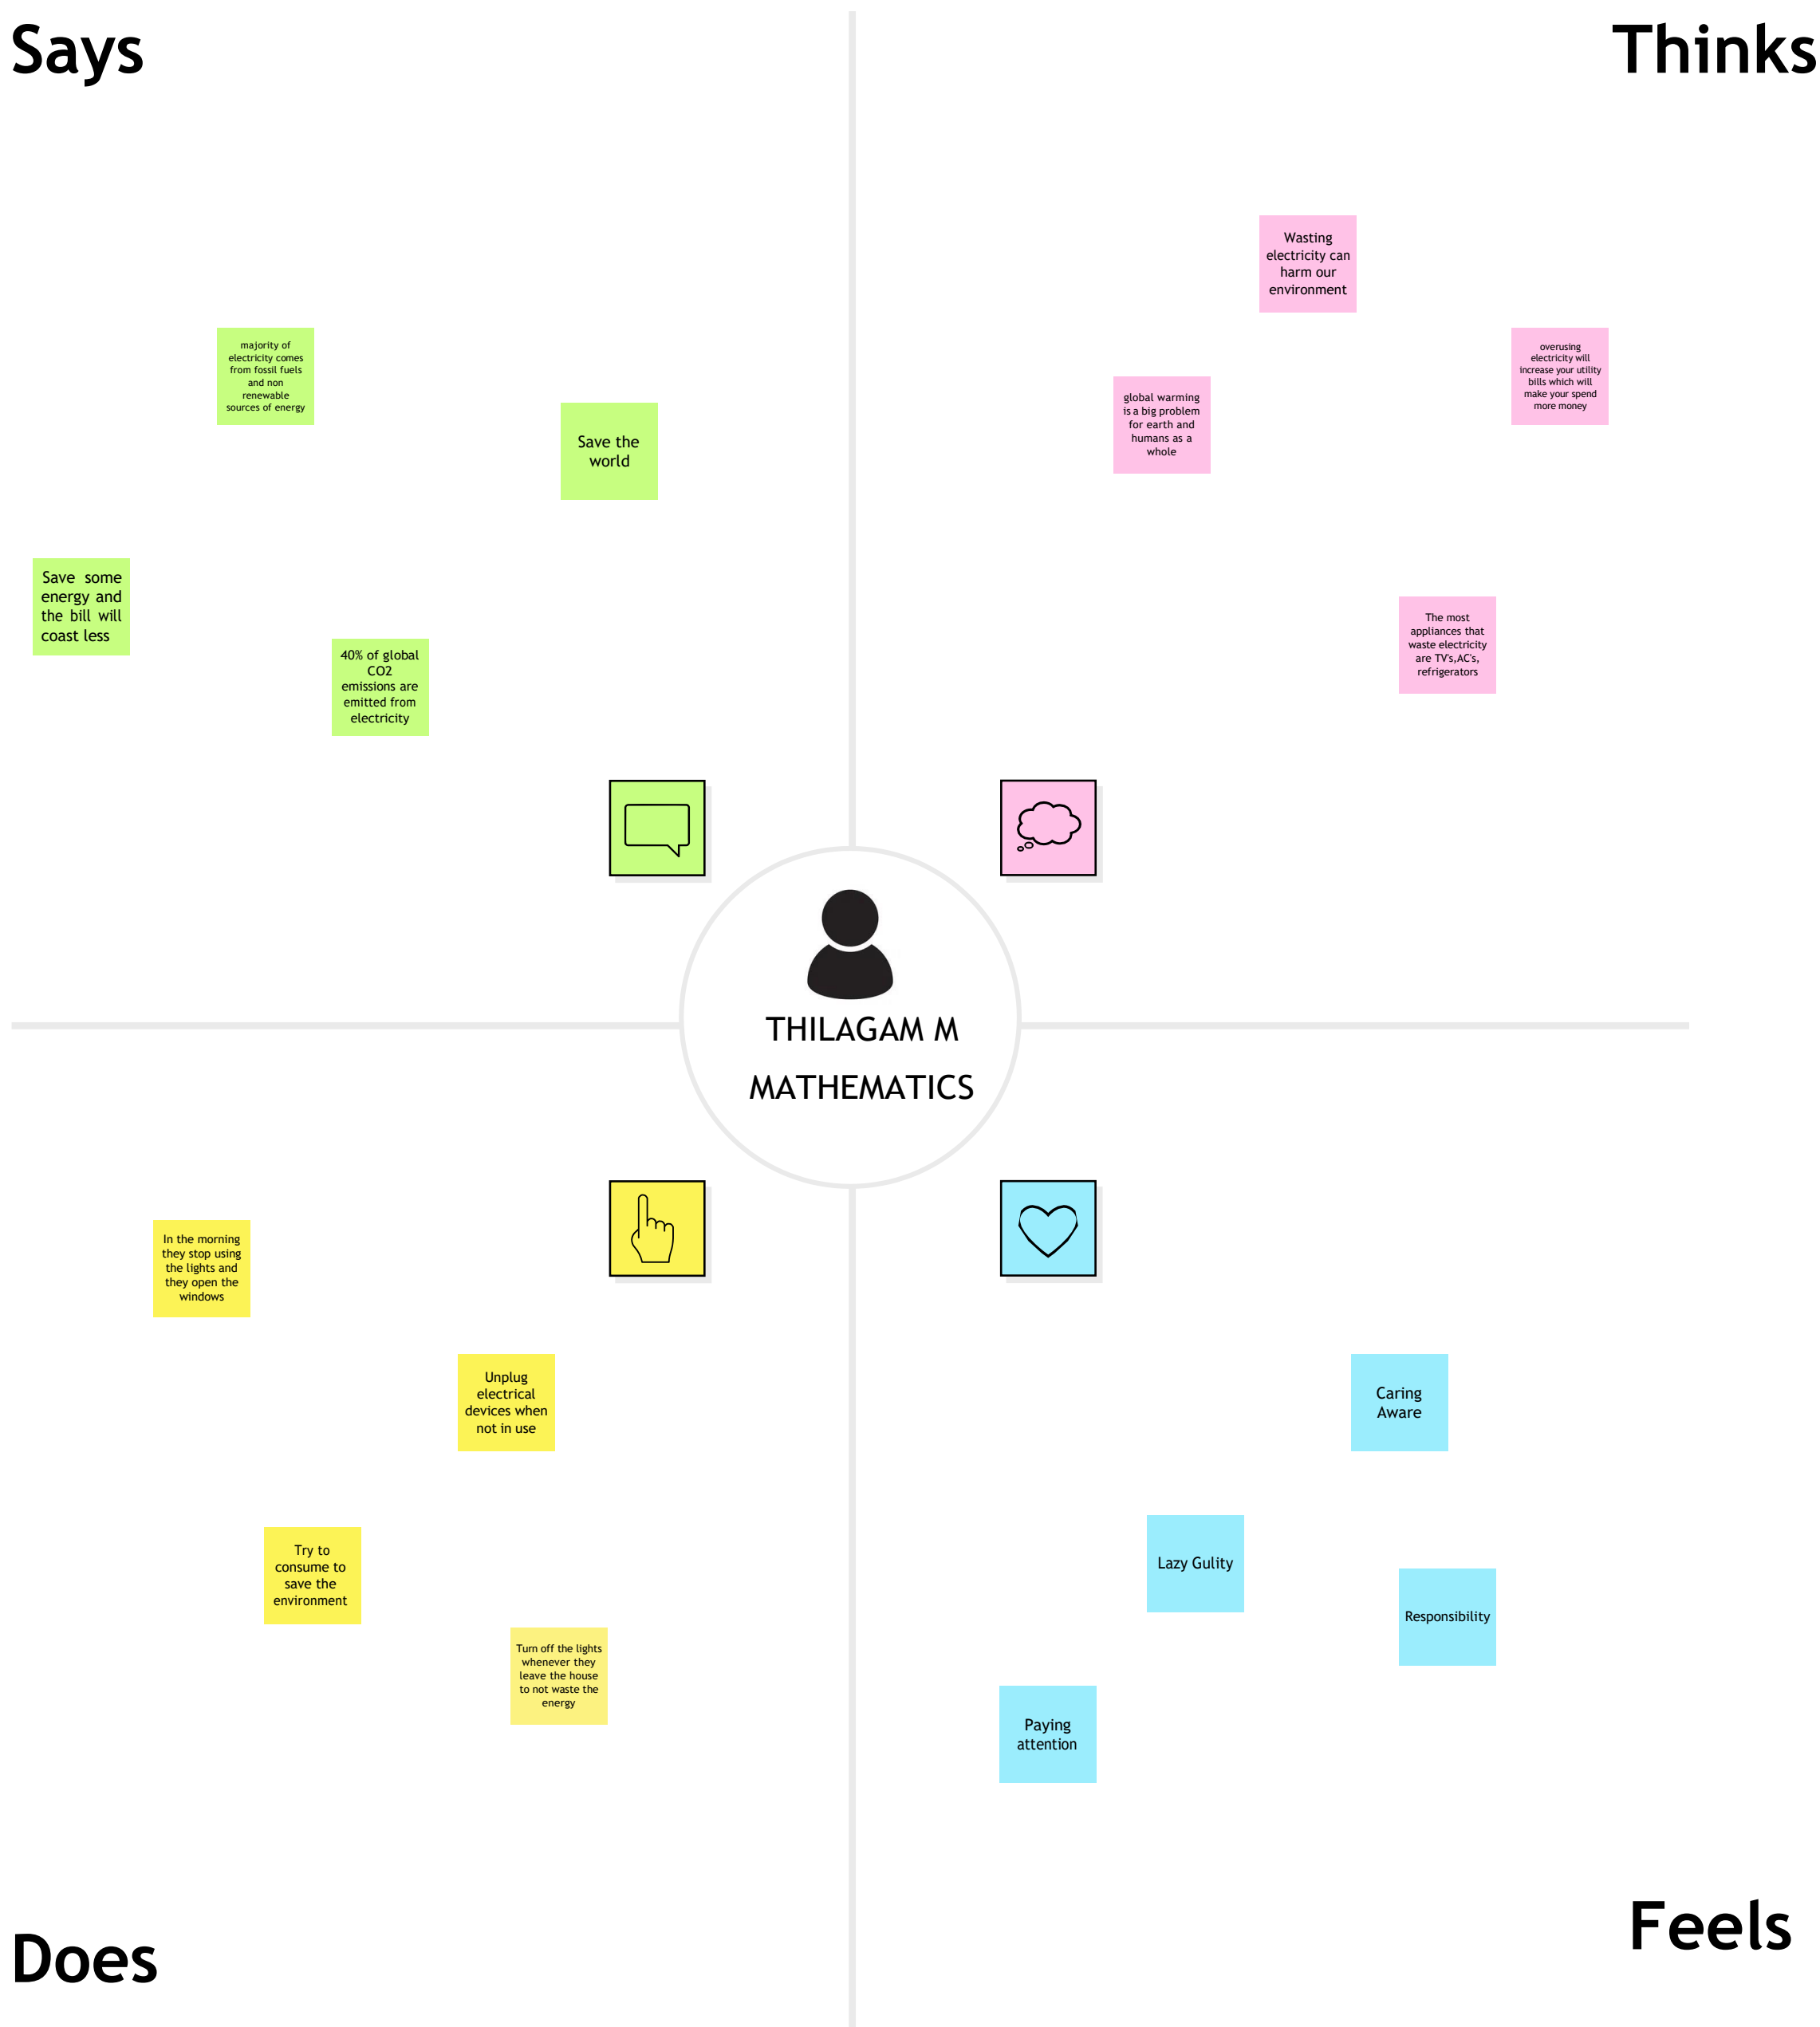 Says
Thinks
Wasting
electricity can
harm our
environment
majority of
electricity comes
from fossil fuels
and non
renewable
sources of energy
overusing
electricity will
increase your utility
bills which will
make your spend
more money
global warming
is a big problem
for earth and
humans as a
whole
Save the
world
Save some
energy and
the bill will
coast less
The most
appliances that
waste electricity
are TV's,AC's,
refrigerators
40% of global
CO2
emissions are
emitted from
electricity
THILAGAM M
MATHEMATICS
In the morning
they stop using
the lights and
they open the
windows
Unplug
electrical
devices when
not in use
Caring
Aware
Try to
consume to
save the
environment
Lazy Gulity
Responsibility
Turn off the lights
whenever they
leave the house
to not waste the
energy
Paying
attention
Does
Feels